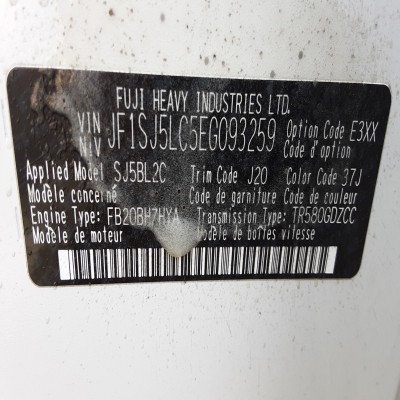 FUJI HEAVY INDUSTRIES LTD.
VIN JF1SJ5LC5EG093259 Option Code E3XX
NIV Code d'option
Applied Model SJ5BL2C Trim Code J20 Color Code 37J
Modèle concerné Code de garniture Code de couleur
Engine Type: FB20BH7HYA Transmission Type: TR580GDZCC
Modèle de moteur Modèle de boîtes vitesse